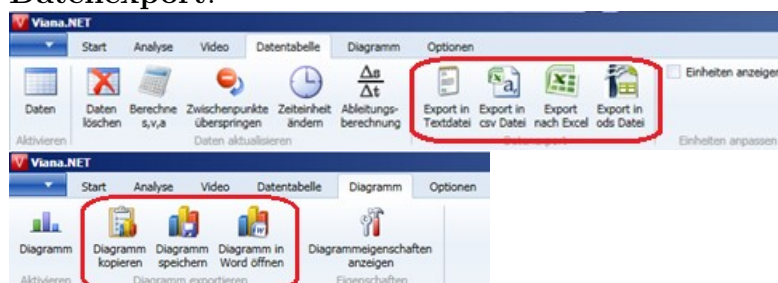 Datenexport:
Viana.NET
Start Analyse Video Datentabelle Diagramm Optionen
Daten Daten Berechne Zwischenpunkte Zeiteinheit Ableitungs- Export in Export in Export Export in Einheiten anzeigen
löschen s,v,a überspringen ändern berechnung Textdatei csv Datei nach Excel ods Datei
Aktivieren Daten aktualisieren Datenexport Einheiten anpassen
Viana.NET
Start Analyse Video Datentabelle Diagramm Optionen
Diagramm Diagramm Diagramm Diagramm in Diagrammeigenschaften
kopieren speichern Word öffnen anzeigen
Aktivieren Diagramm exportieren Eigenschaften